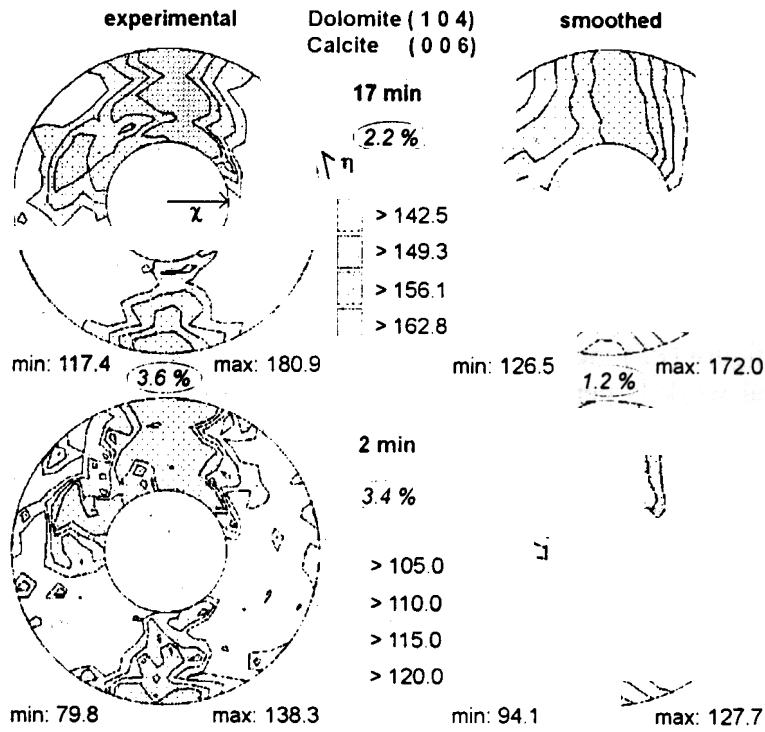 experimental
Dolomite ( 1 0 4)
Calcite ( 0 0 6)
smoothed
17 min
2.2 %
η
χ
> 142.5
> 149.3
> 156.1
> 162.8
min: 117.4
max: 180.9
min: 126.5
max: 172.0
3.6 %
1.2 %
2 min
3.4 %
> 105.0
> 110.0
> 115.0
> 120.0
min: 79.8
max: 138.3
min: 94.1
max: 127.7